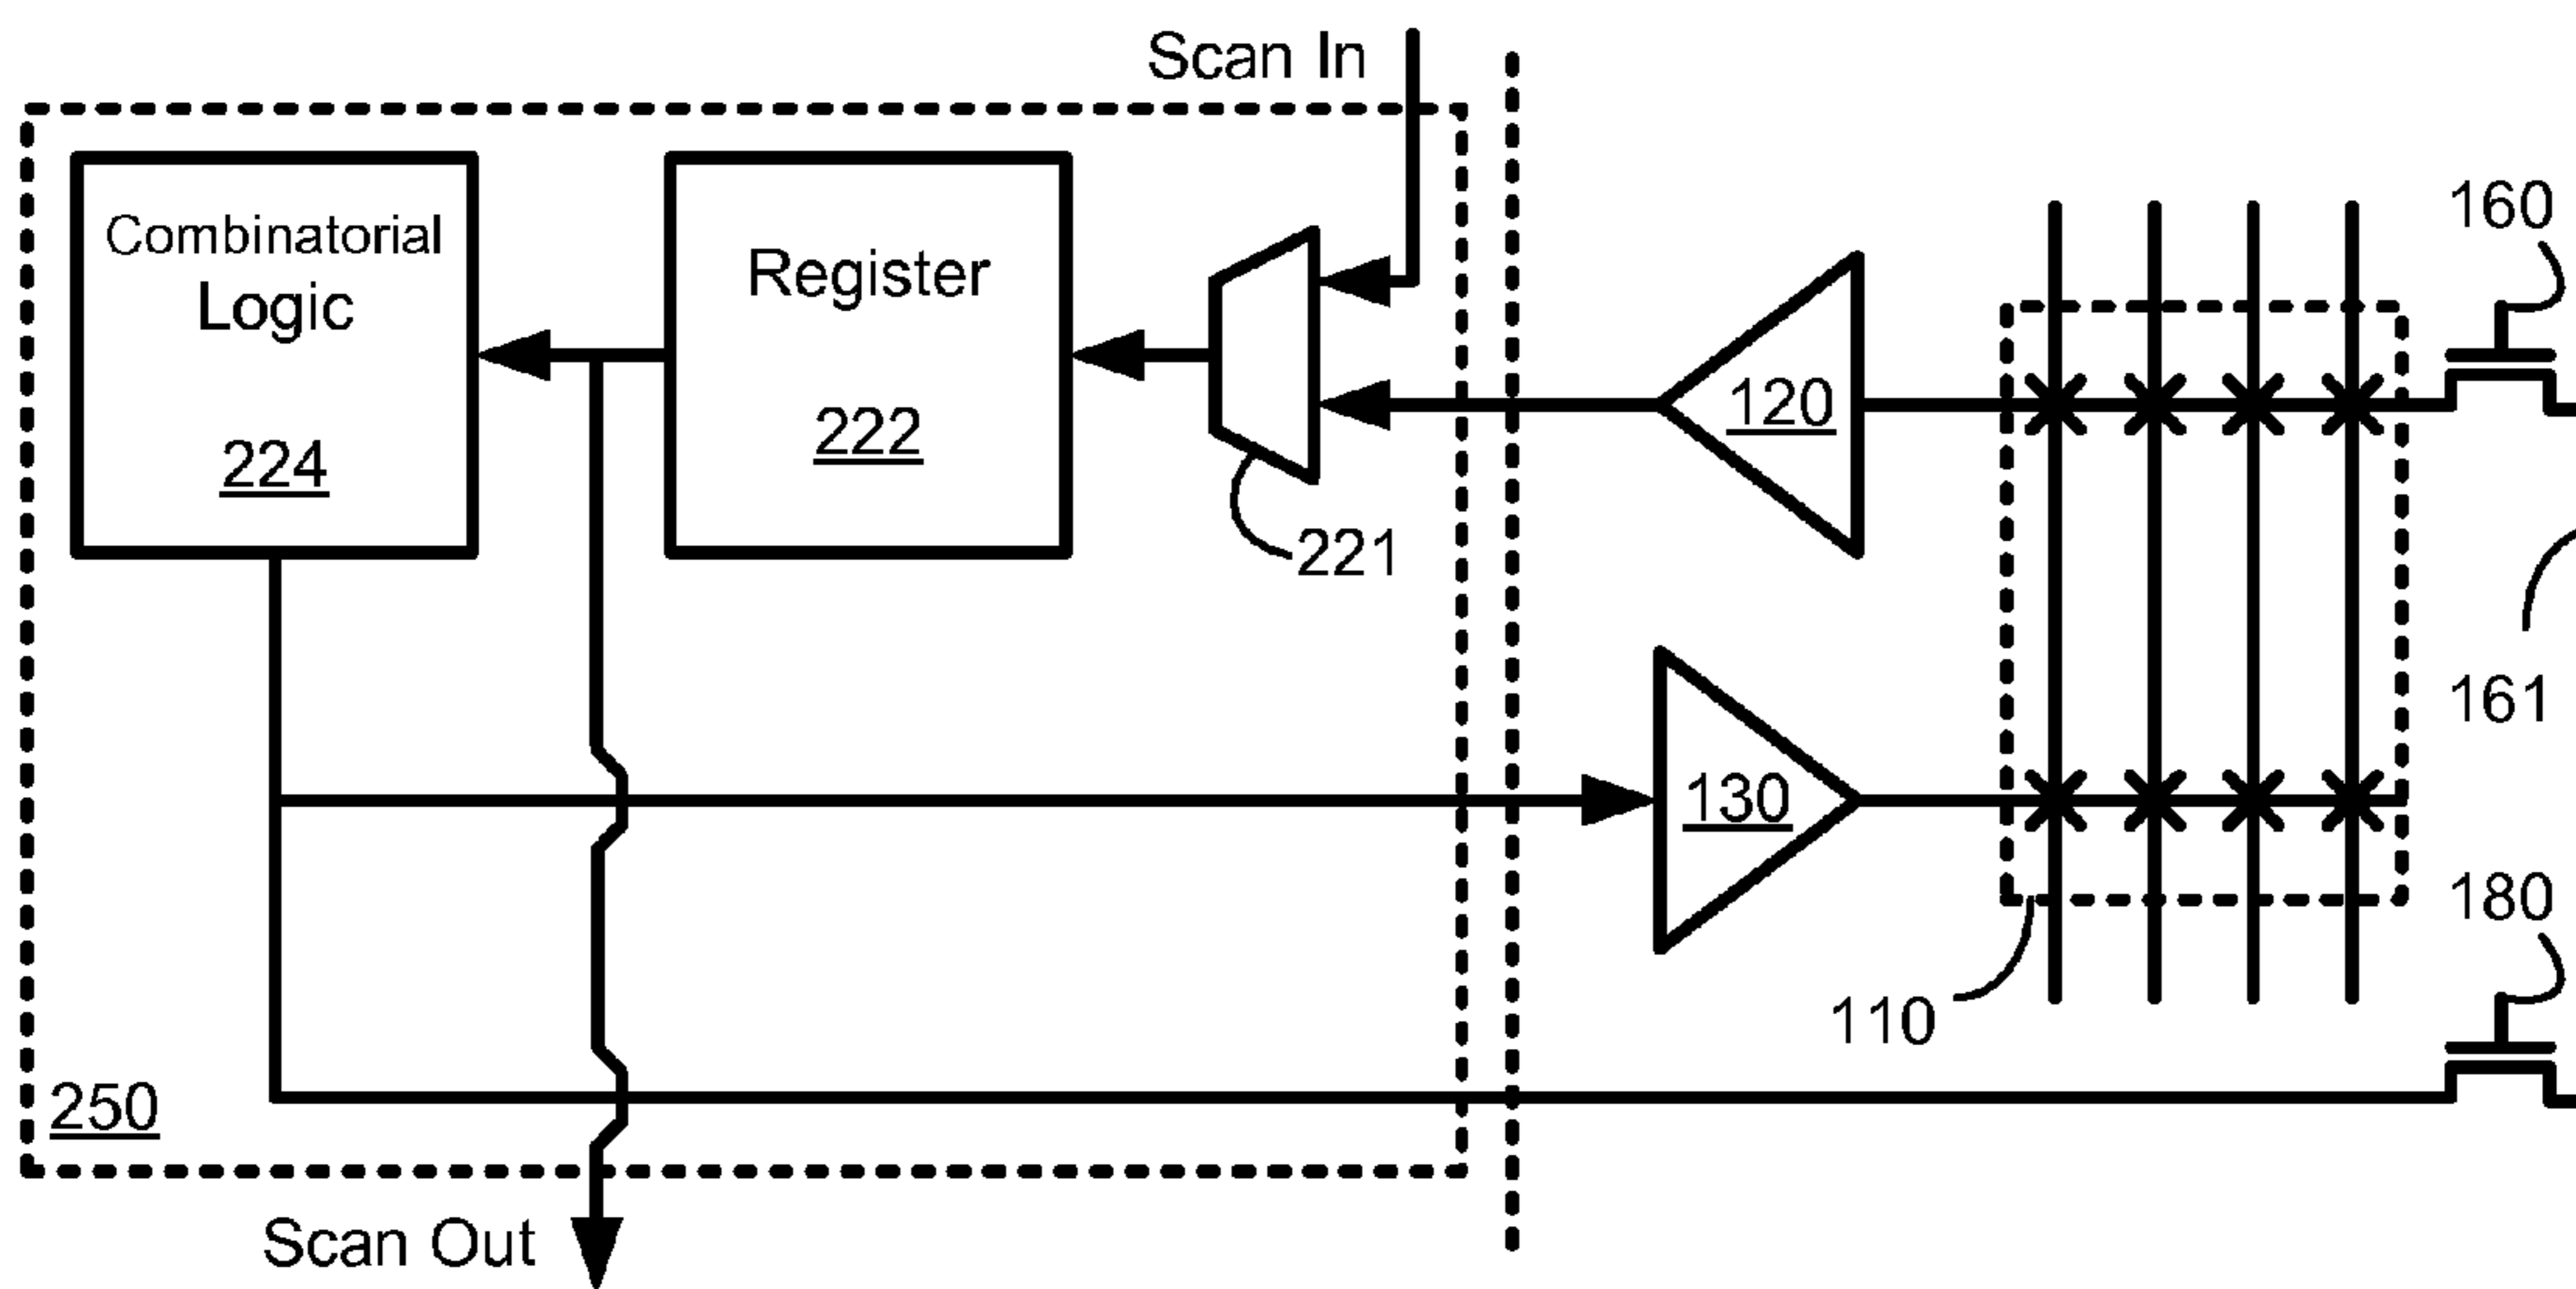 Scan In
160
Combinatorial
Logic
224
Register
222
120
221
161
130
180
110
250
Scan Out